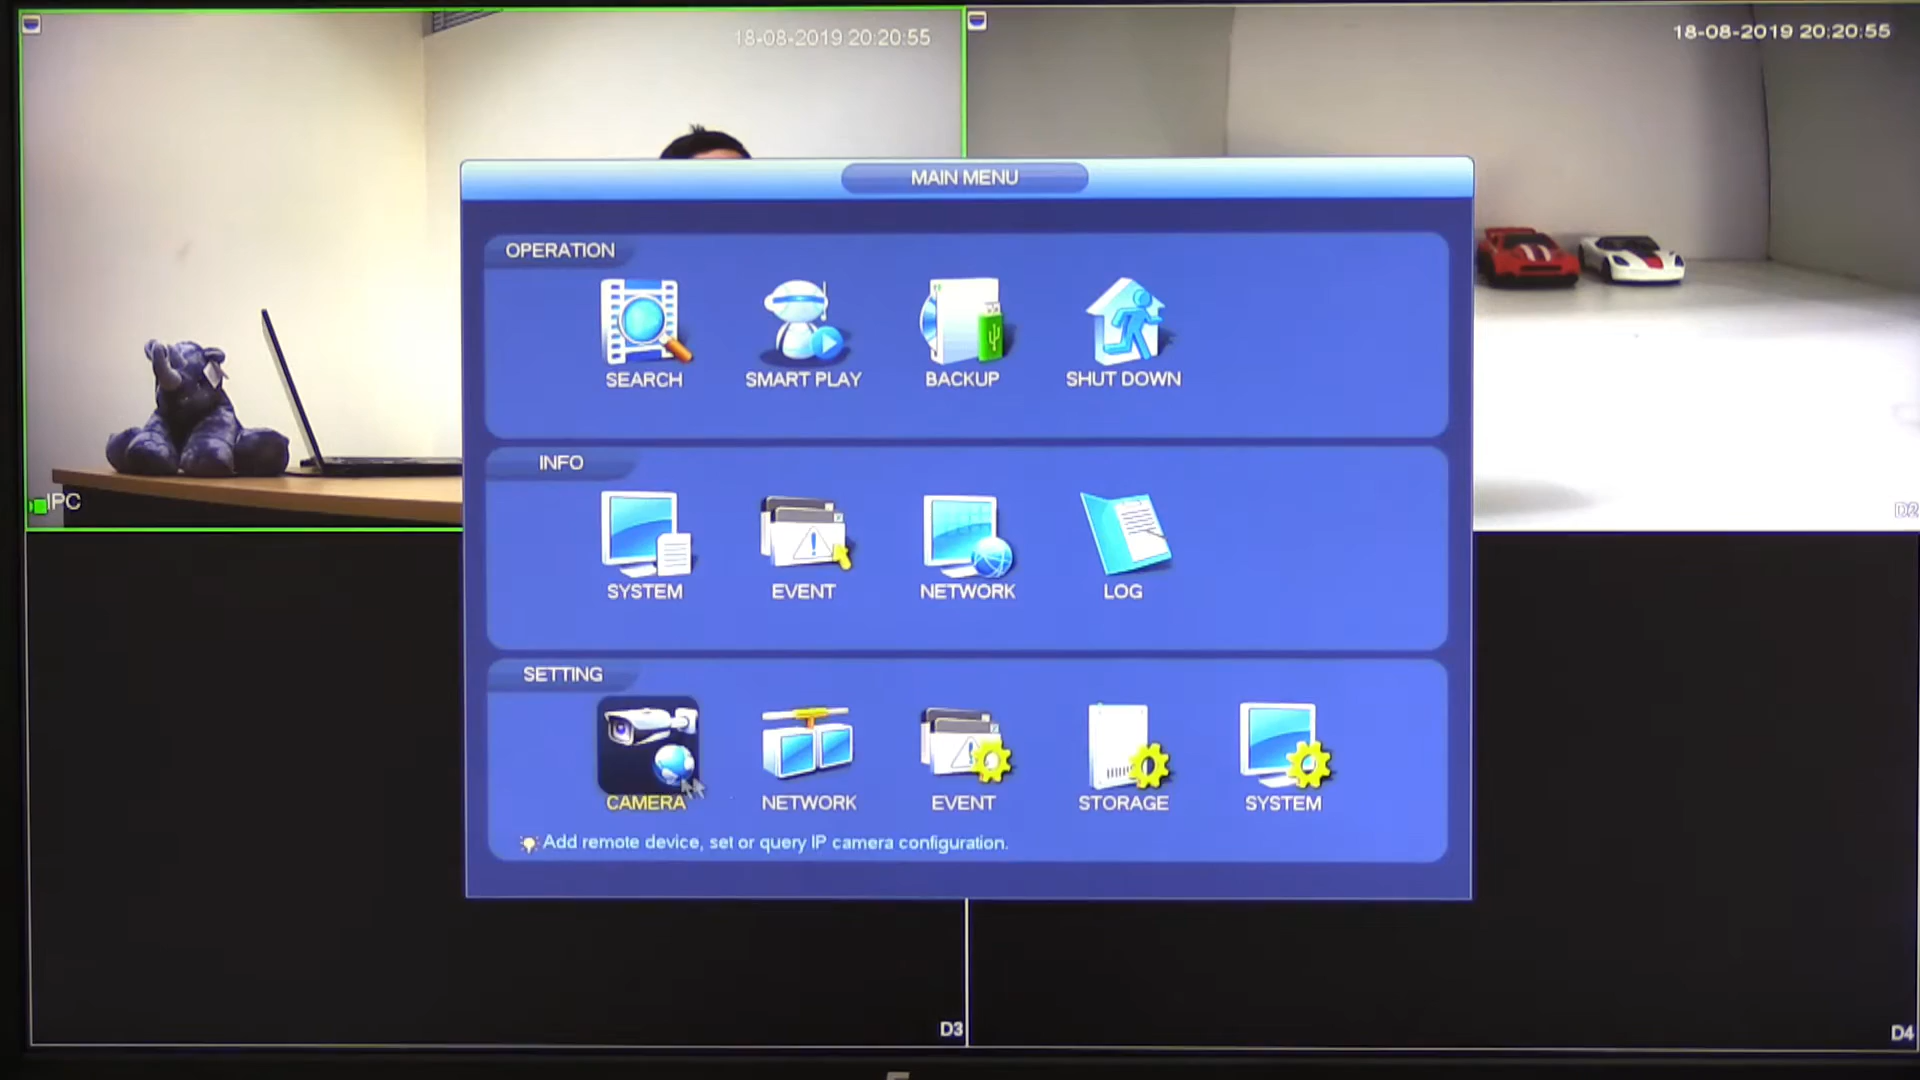 18-08-2019 20:20:55
18-08-2019 20:20:55
MAIN MENU
OPERATION
SEARCH
SMART PLAY
BACKUP
SHUT DOWN
INFO
SYSTEM
EVENT
NETWORK
LOG
IPC
D2
SETTING
CAMERA
NETWORK
EVENT
STORAGE
SYSTEM
Add remote device, set or query IP camera configuration.
D3
D4